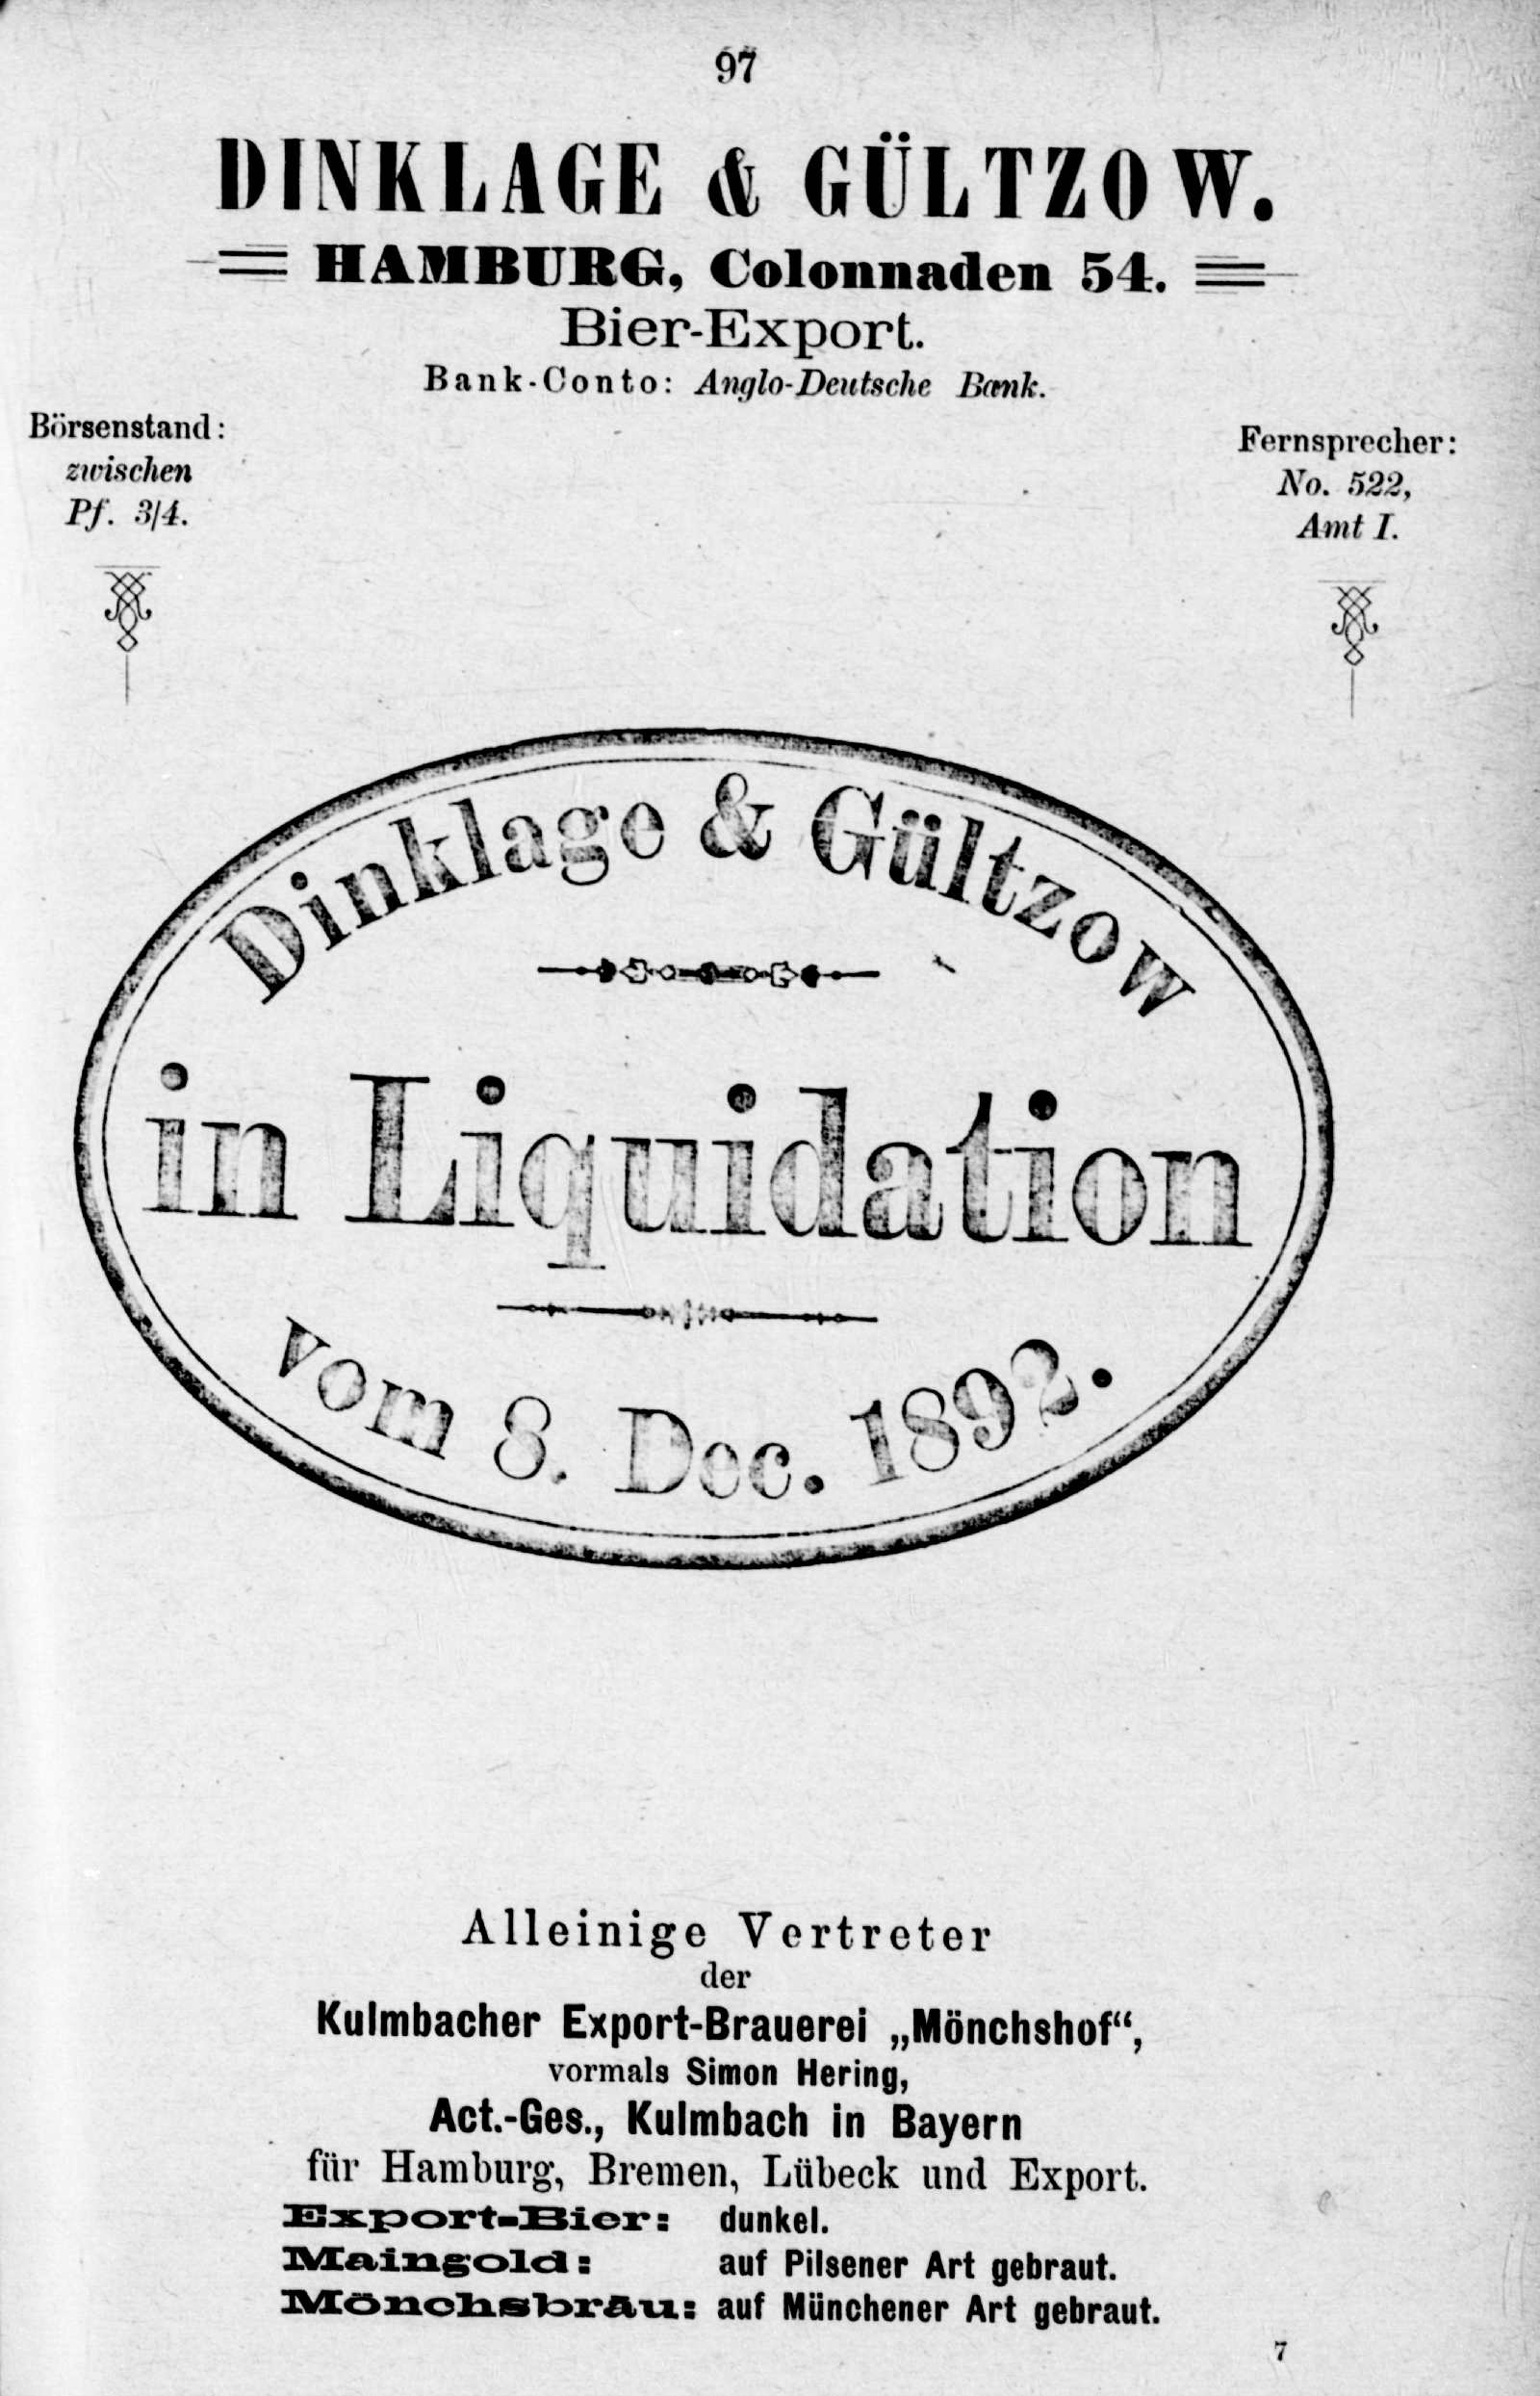 97
DINKLAGE & GÜLTZOW.
HAMBURG, Colonnaden 54.
Bier-Export.
Bank-Conto: Anglo-Deutsche Bank.
Börsenstand:
zwischen
Pf. 3/4.
Fernsprecher:
No. 522,
Amt I.
Dinklage & Gültzow
in Liquidation
vom 8. Dec. 1892.
Alleinige Vertreter
der
Kulmbacher Export-Brauerei „Mönchshof“,
vormals Simon Hering,
Act.-Ges., Kulmbach in Bayern
für Hamburg, Bremen, Lübeck und Export.
Export-Bier: dunkel.
Maingold: auf Pilsener Art gebraut.
Mönchsbräu: auf Münchener Art gebraut.
7